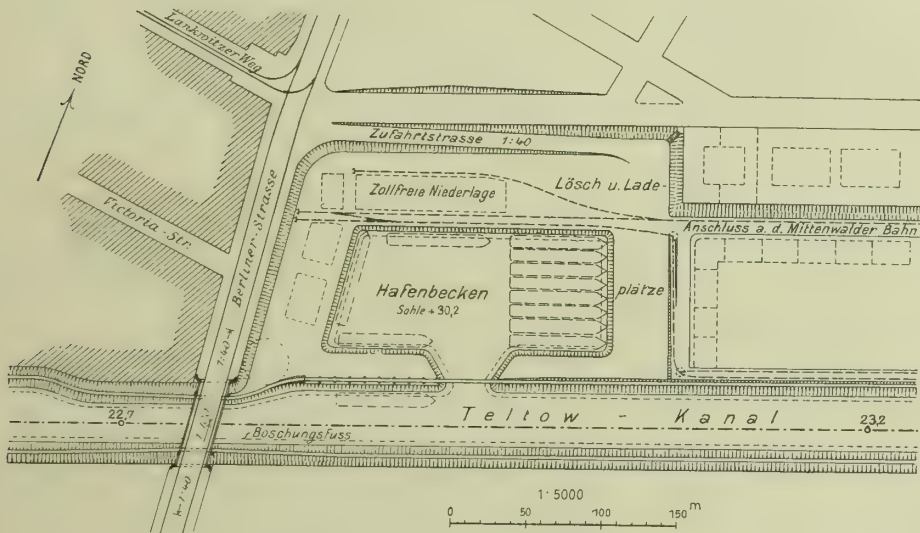 Lankwitzer Weg
NORD
Zufahrtstrasse 1:40
Lösch u. Lade-
Zollfreie Niederlage
Victoria-Str.
Berliner Strasse
Anschluss a. d. Mittenwalder Bahn
Hafenbecken
Sohle + 30,2
plätze
1:40
22,7
Teltow - Kanal
23,2
Böschungsfuss
1:40
1:5000
0 50 100 150 m